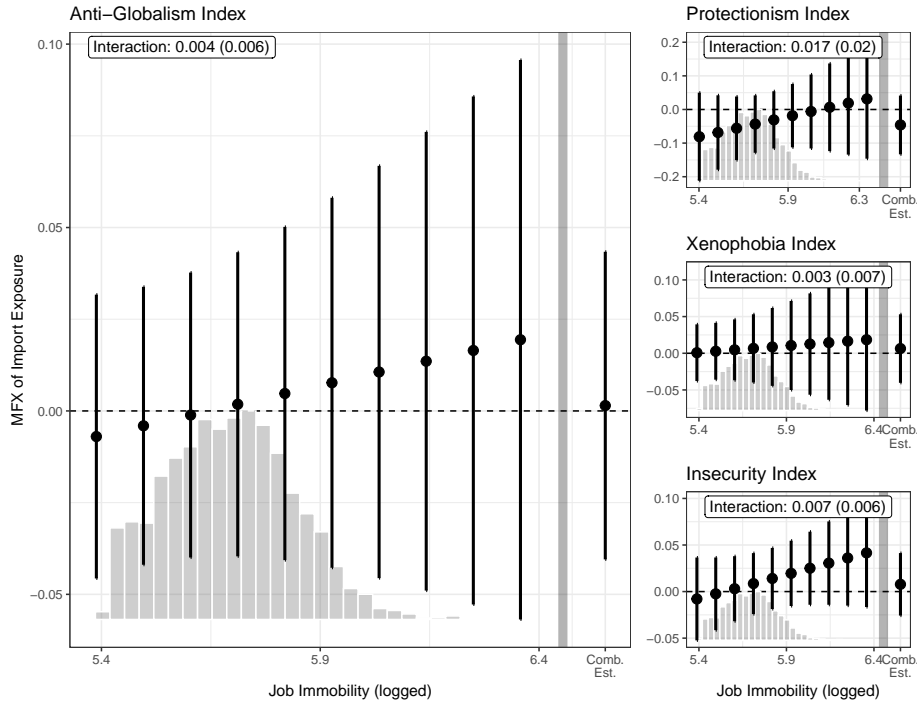 Anti−Globalism Index
Interaction: 0.004 (0.006)
0.10
0.05
0.00
−0.05
MFX of Import Exposure
5.4
5.9
6.4
Comb.
Est.
Job Immobility (logged)
Protectionism Index
Interaction: 0.017 (0.02)
0.2
0.1
0.0
−0.1
−0.2
5.4
5.9
6.3
Comb.
Est.
Xenophobia Index
Interaction: 0.003 (0.007)
0.10
0.05
0.00
−0.05
5.4
5.9
6.4
Comb.
Est.
Insecurity Index
Interaction: 0.007 (0.006)
0.10
0.05
0.00
−0.05
5.4
5.9
6.4
Comb.
Est.
Job Immobility (logged)